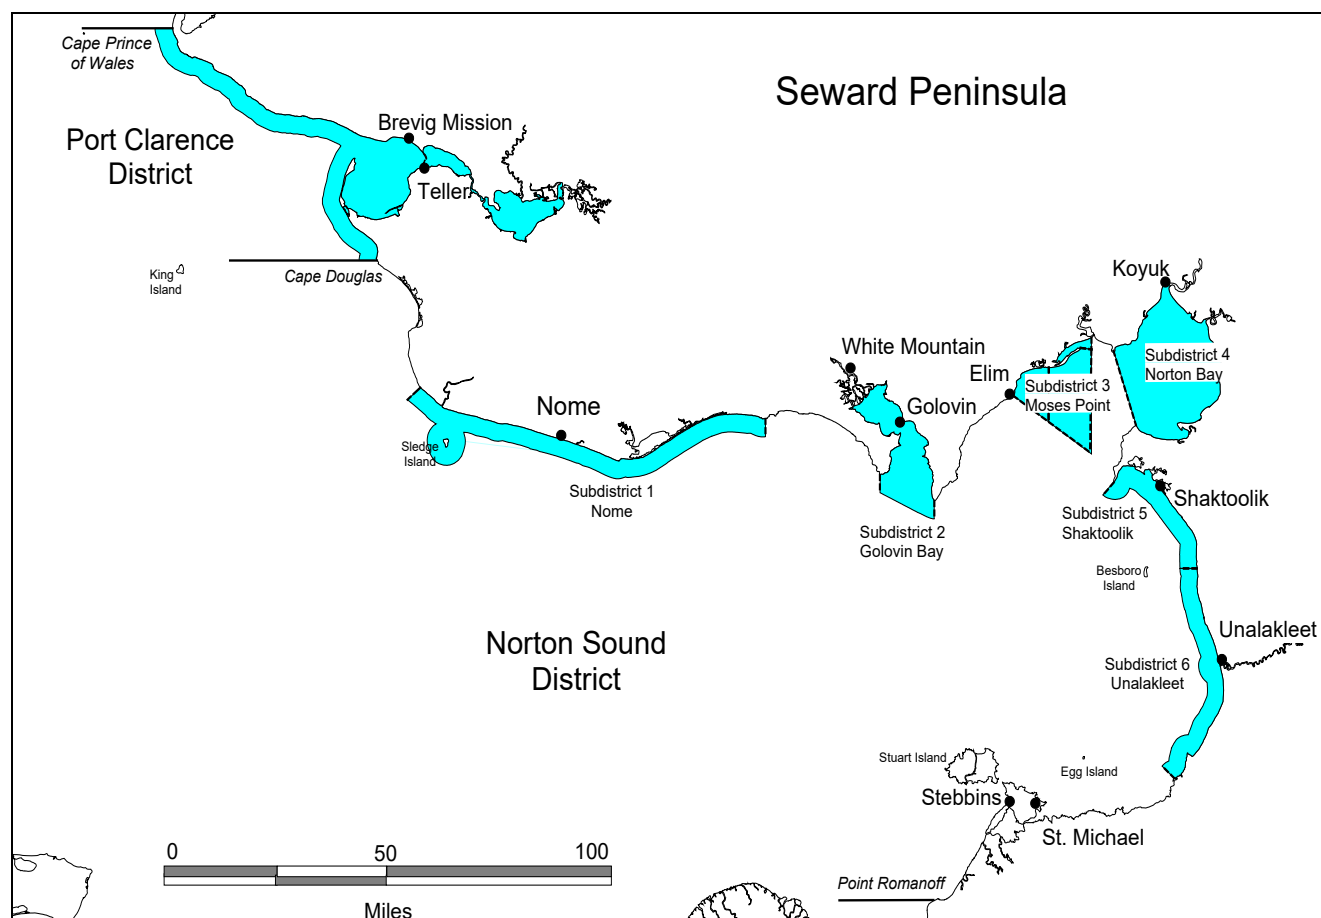 Cape Prince
of Wales
Seward Peninsula
Port Clarence
District
Brevig Mission
Teller
King
Island
Cape Douglas
Koyuk
White Mountain
Elim
Subdistrict 4
Norton Bay
Subdistrict 3
Moses Point
Nome
Golovin
Sledge
Island
Subdistrict 1
Nome
Subdistrict 2
Golovin Bay
Subdistrict 5
Shaktoolik
Shaktoolik
Besboro
Island
Norton Sound
District
Unalakleet
Subdistrict 6
Unalakleet
Stuart Island
Egg Island
Stebbins
St. Michael
0 50 100
Miles
Point Romanoff